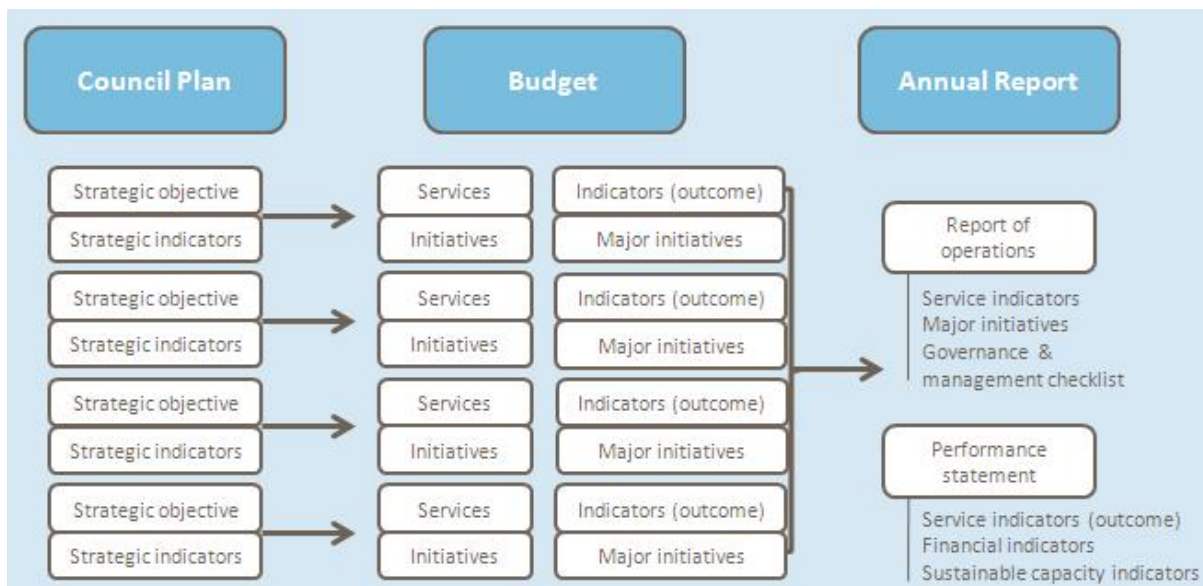 Council Plan
Budget
Annual Report
Strategic objective
Strategic indicators
Services
Initiatives
Indicators (outcome)
Major initiatives
Strategic objective
Strategic indicators
Services
Initiatives
Indicators (outcome)
Major initiatives
Strategic objective
Strategic indicators
Services
Initiatives
Indicators (outcome)
Major initiatives
Strategic objective
Strategic indicators
Services
Initiatives
Indicators (outcome)
Major initiatives
Report of
operations
Service indicators
Major initiatives
Governance &
management checklist
Performance
statement
Service indicators (outcome)
Financial indicators
Sustainable capacity indicators